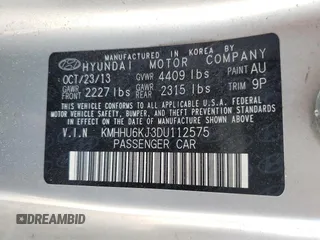 MANUFACTURED IN KOREA BY
HYUNDAI MOTOR COMPANY
OCT/23/13 GVWR 4409 lbs PAINT AU
GAWR FRONT 2227 lbs GAWR REAR 2315 lbs TRIM 9P
THIS VEHICLE CONFORMS TO ALL APPLICABLE U.S. FEDERAL
MOTOR VEHICLE SAFETY, BUMPER, AND THEFT PREVENTION
STANDARDS IN EFFECT ON THE DATE OF MANUFACTURE
SHOWN ABOVE.
V.I.N KMHHU6KJ3DU112575
PASSENGER CAR
DREAMBID